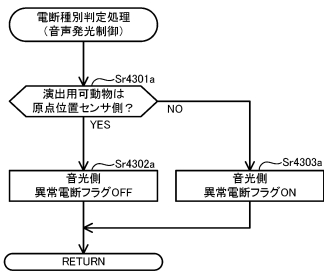 電断種別判定処理
（音声発光制御）
Sr4301a
演出用可動物は
原点位置センサ側？
NO
YES
Sr4302a
音光側
異常電断フラグOFF
Sr4303a
音光側
異常電断フラグON
RETURN